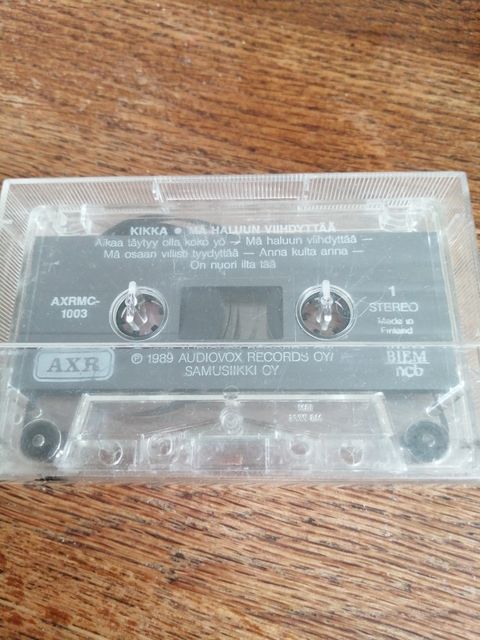 KIKKA • MÄ HALUUN VIIHDYTTÄÄ
Aikaa täytyy olla koko yö – Mä haluun viihdyttää –
Mä osaan villisti tyydyttää – Anna kulta anna –
On nuori ilta tää
AXRMC-
1003
1
STEREO
Made in
Finland
AXR
℗ 1989 AUDIOVOX RECORDS OY/
SAMUSIIKKI OY
BIEM
ncb